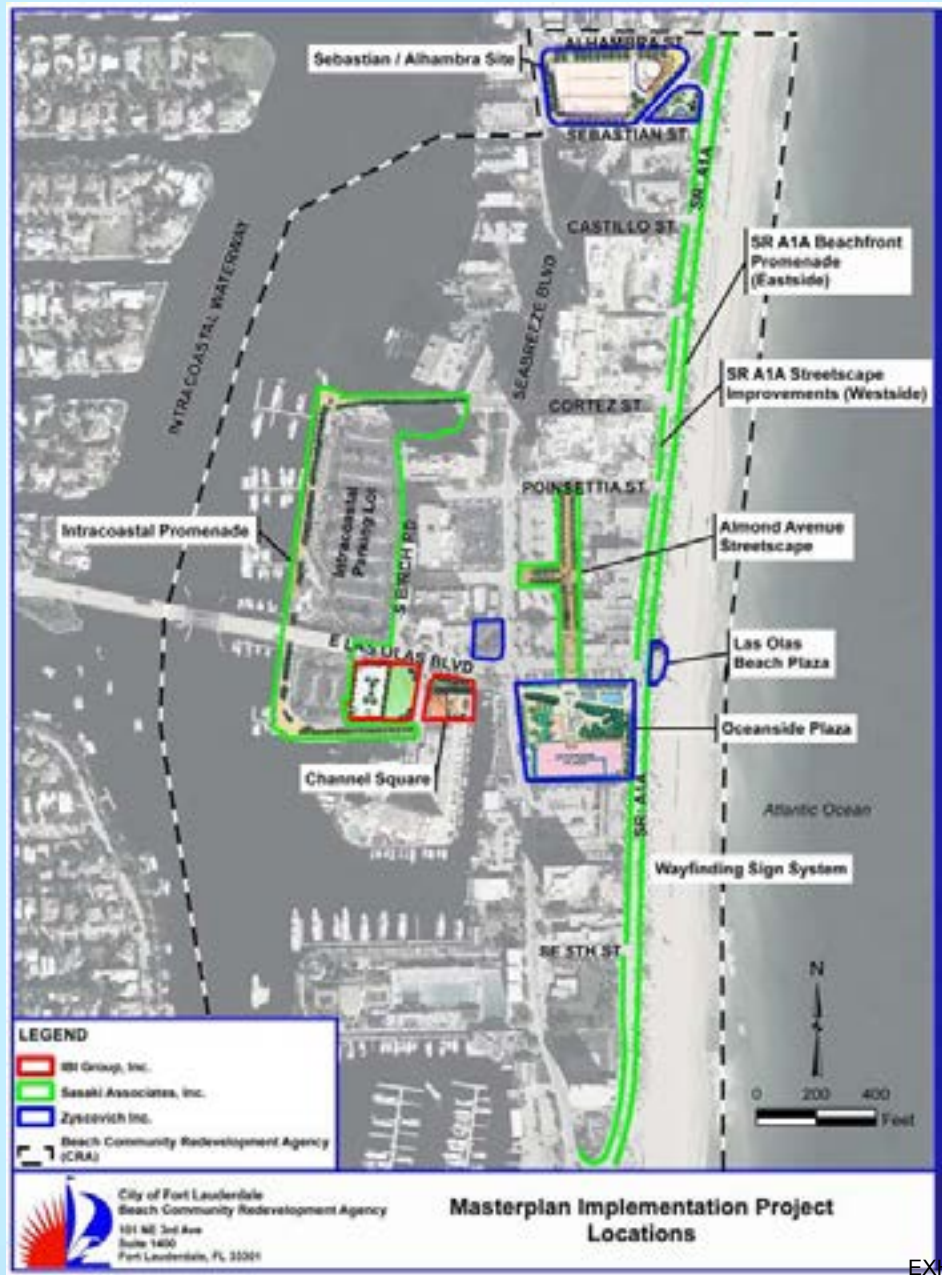 ALHAMBRA ST.
Sebastian / Alhambra Site
SEBASTIAN ST.
SR A1A
CASTILLO ST.
SR A1A Beachfront
Promenade
(Eastside)
INTRACOASTAL WATERWAY
SEABREEZE BLVD
SR A1A Streetscape
Improvements (Westside)
CORTEZ ST.
POINSETTIA ST.
Intracoastal Promenade
Intracoastal
Parking Lot
S BIRCH RD
Almond Avenue
Streetscape
E LAS OLAS BLVD
Las Olas
Beach Plaza
Oceanside Plaza
Channel Square
SR A1A
Atlantic Ocean
Wayfinding Sign System
SE 5TH ST
N
0 200 400
Feet
LEGEND
IBI Group, Inc.
Sasaki Associates, Inc.
Zyscovich Inc.
Beach Community Redevelopment Agency
(CRA)
City of Fort Lauderdale
Beach Community Redevelopment Agency
101 NE 3rd Ave
Suite 1400
Fort Lauderdale, FL 33301
Masterplan Implementation Project
Locations
EXI